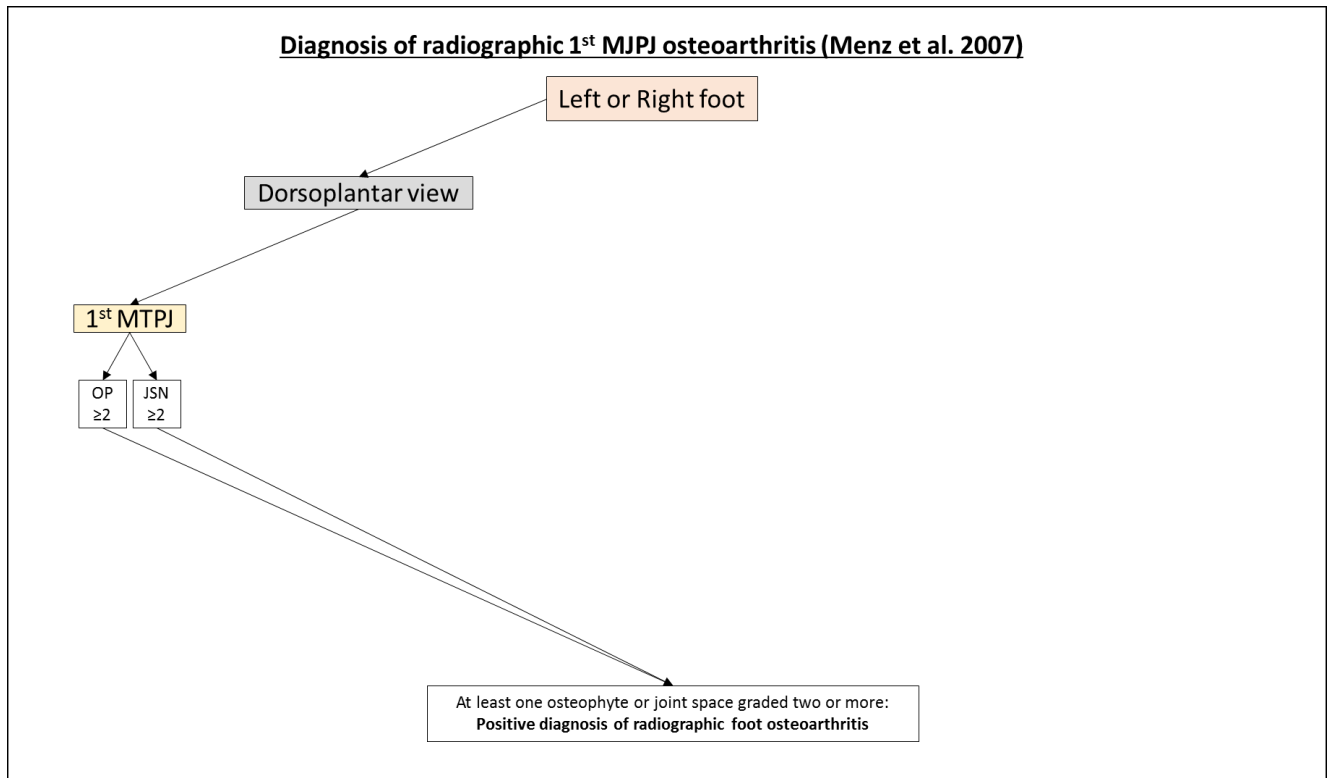 Diagnosis of radiographic 1st MJPJ osteoarthritis (Menz et al. 2007)
Left or Right foot
Dorsoplantar view
1st MTPJ
OP
≥2
JSN
≥2
At least one osteophyte or joint space graded two or more:
Positive diagnosis of radiographic foot osteoarthritis